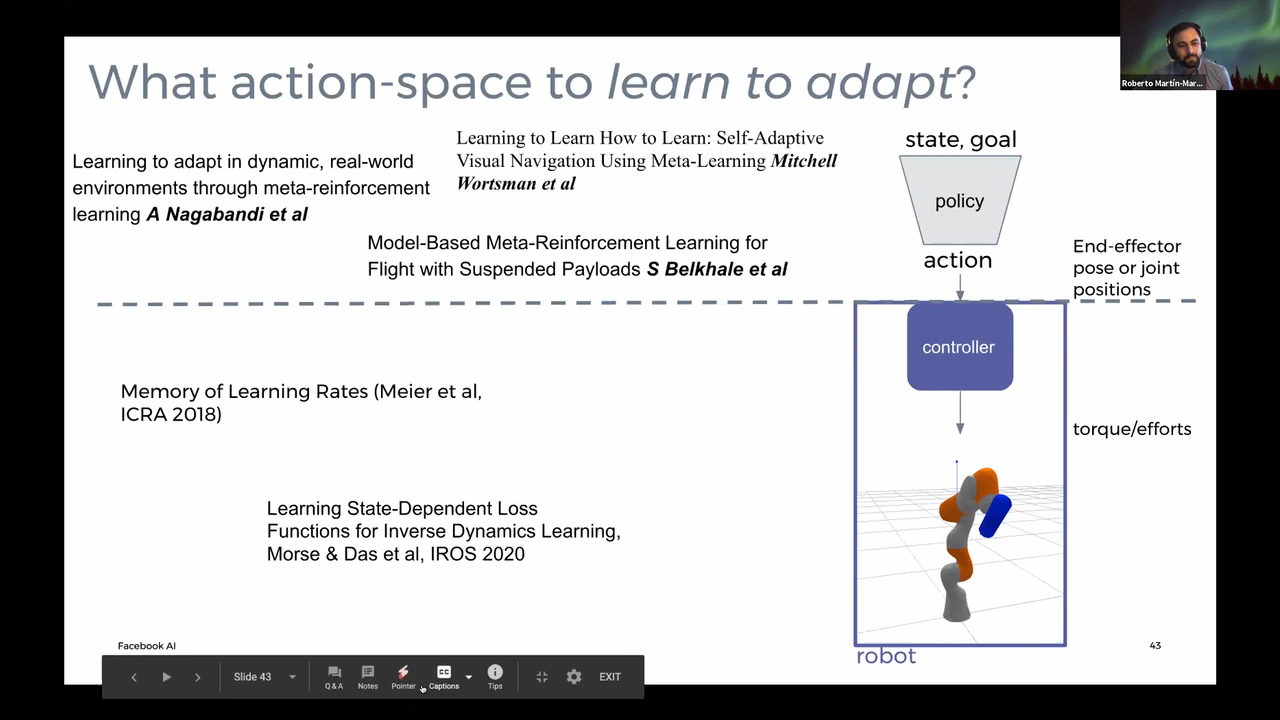 What action-space to learn to adapt?
Roberto Martín-Mar...
Learning to adapt in dynamic, real-world
environments through meta-reinforcement
learning A Nagabandi et al
Learning to Learn How to Learn: Self-Adaptive
Visual Navigation Using Meta-Learning Mitchell
Wortsman et al
Model-Based Meta-Reinforcement Learning for
Flight with Suspended Payloads S Belkhale et al
state, goal
policy
action
End-effector
pose or joint
positions
controller
torque/efforts
Memory of Learning Rates (Meier et al,
ICRA 2018)
Learning State-Dependent Loss
Functions for Inverse Dynamics Learning,
Morse & Das et al, IROS 2020
robot
Facebook AI
43
Slide 43
Q & A
Notes
Pointer
CC
Captions
Tips
EXIT